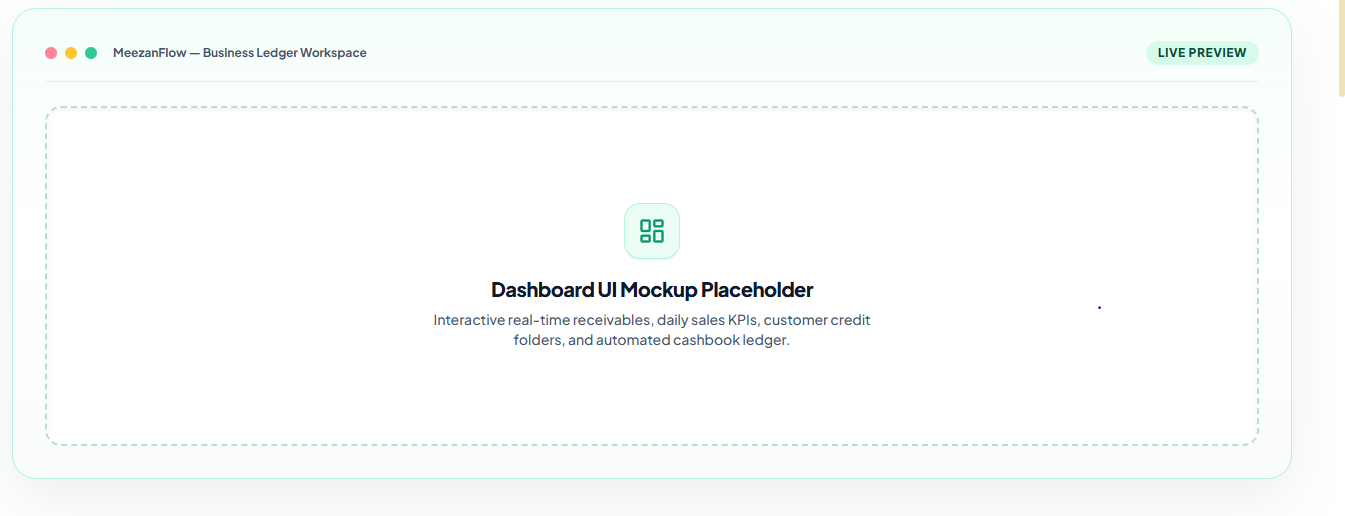 MeezanFlow — Business Ledger Workspace
LIVE PREVIEW
Dashboard UI Mockup Placeholder
Interactive real-time receivables, daily sales KPIs, customer credit
folders, and automated cashbook ledger.